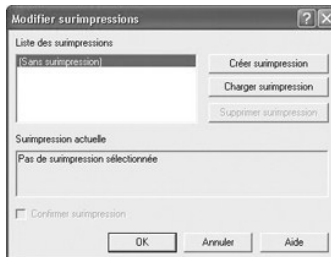 Modifier surimpressions
Liste des surimpressions
(Sans surimpression)
Créer surimpression
Charger surimpression
Supprimer surimpression
Surimpression actuelle
Pas de surimpression sélectionnée
Confirmer surimpression
OK
Annuler
Aide